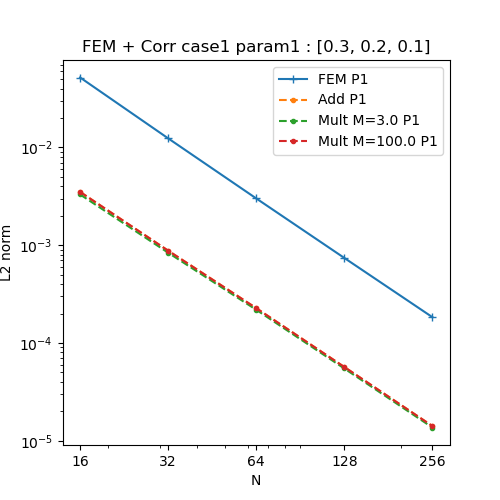 FEM + Corr case1 param1 : [0.3, 0.2, 0.1]
FEM P1
Add P1
Mult M=3.0 P1
Mult M=100.0 P1
L2 norm
10⁻²
10⁻³
10⁻⁴
10⁻⁵
16 32 64 128 256
N